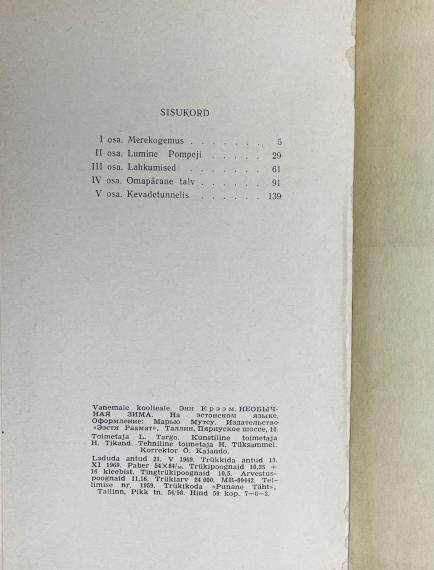 SISUKORD
I osa. Merekogemus . . . . . . . 5
II osa. Lumine Pompeji . . . . . 29
III osa. Lahkumised . . . . . . 61
IV osa. Omapärane talv . . . . . 91
V osa. Kevadetunnelis . . . . . 139
Vanemale koolieale. Энн Крээм. НЕОБЫЧ-
НАЯ ЗИМА. На эстонском языке.
Оформление: Марью Мутсу. Издательство
«Ээсти Раамат», Таллин, Пярнуское шоссе, 10.
Toimetaja L. Targo. Kunstiline toimetaja
H. Tikand. Tehniline toimetaja H. Tüksammel.
Korrektor O. Kajando.
Laduda antud 21. V 1969. Trükkida antud 13.
XI 1969. Paber 54×84/₁₆. Trükipoognaid 10,25 +
16 kleebist. Tingtrükipoognaid 10,5. Arvestus-
poognaid 11,16. Trükiarv 24 000. MB-09442. Tel-
limise nr. 1959. Trükikoda «Punane Täht»,
Tallinn, Pikk tn. 54/58. Hind 59 kop. 7—6—2.